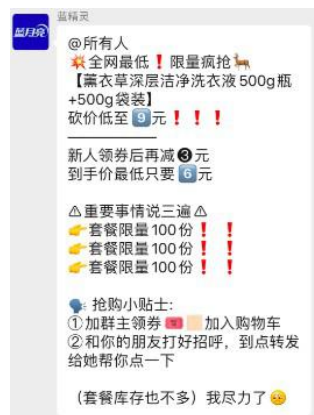 蓝精灵
蓝月亮
@所有人
💥全网最低❗限量疯抢🐂
【薰衣草深层洁净洗衣液500g瓶
+500g袋装】
砍价低至9️⃣元❗❗❗
——————
新人领券后再减❸元
到手价最低只要6️⃣元
⚠重要事情说三遍⚠
👉套餐限量100份❗❗
👉套餐限量100份❗❗
👉套餐限量100份❗❗
🗣 抢购小贴士:
①加群主领券🎟🏻加入购物车
②和你的朋友打好招呼，到点转发
给她帮你点一下
（套餐库存也不多）我尽力了🥺